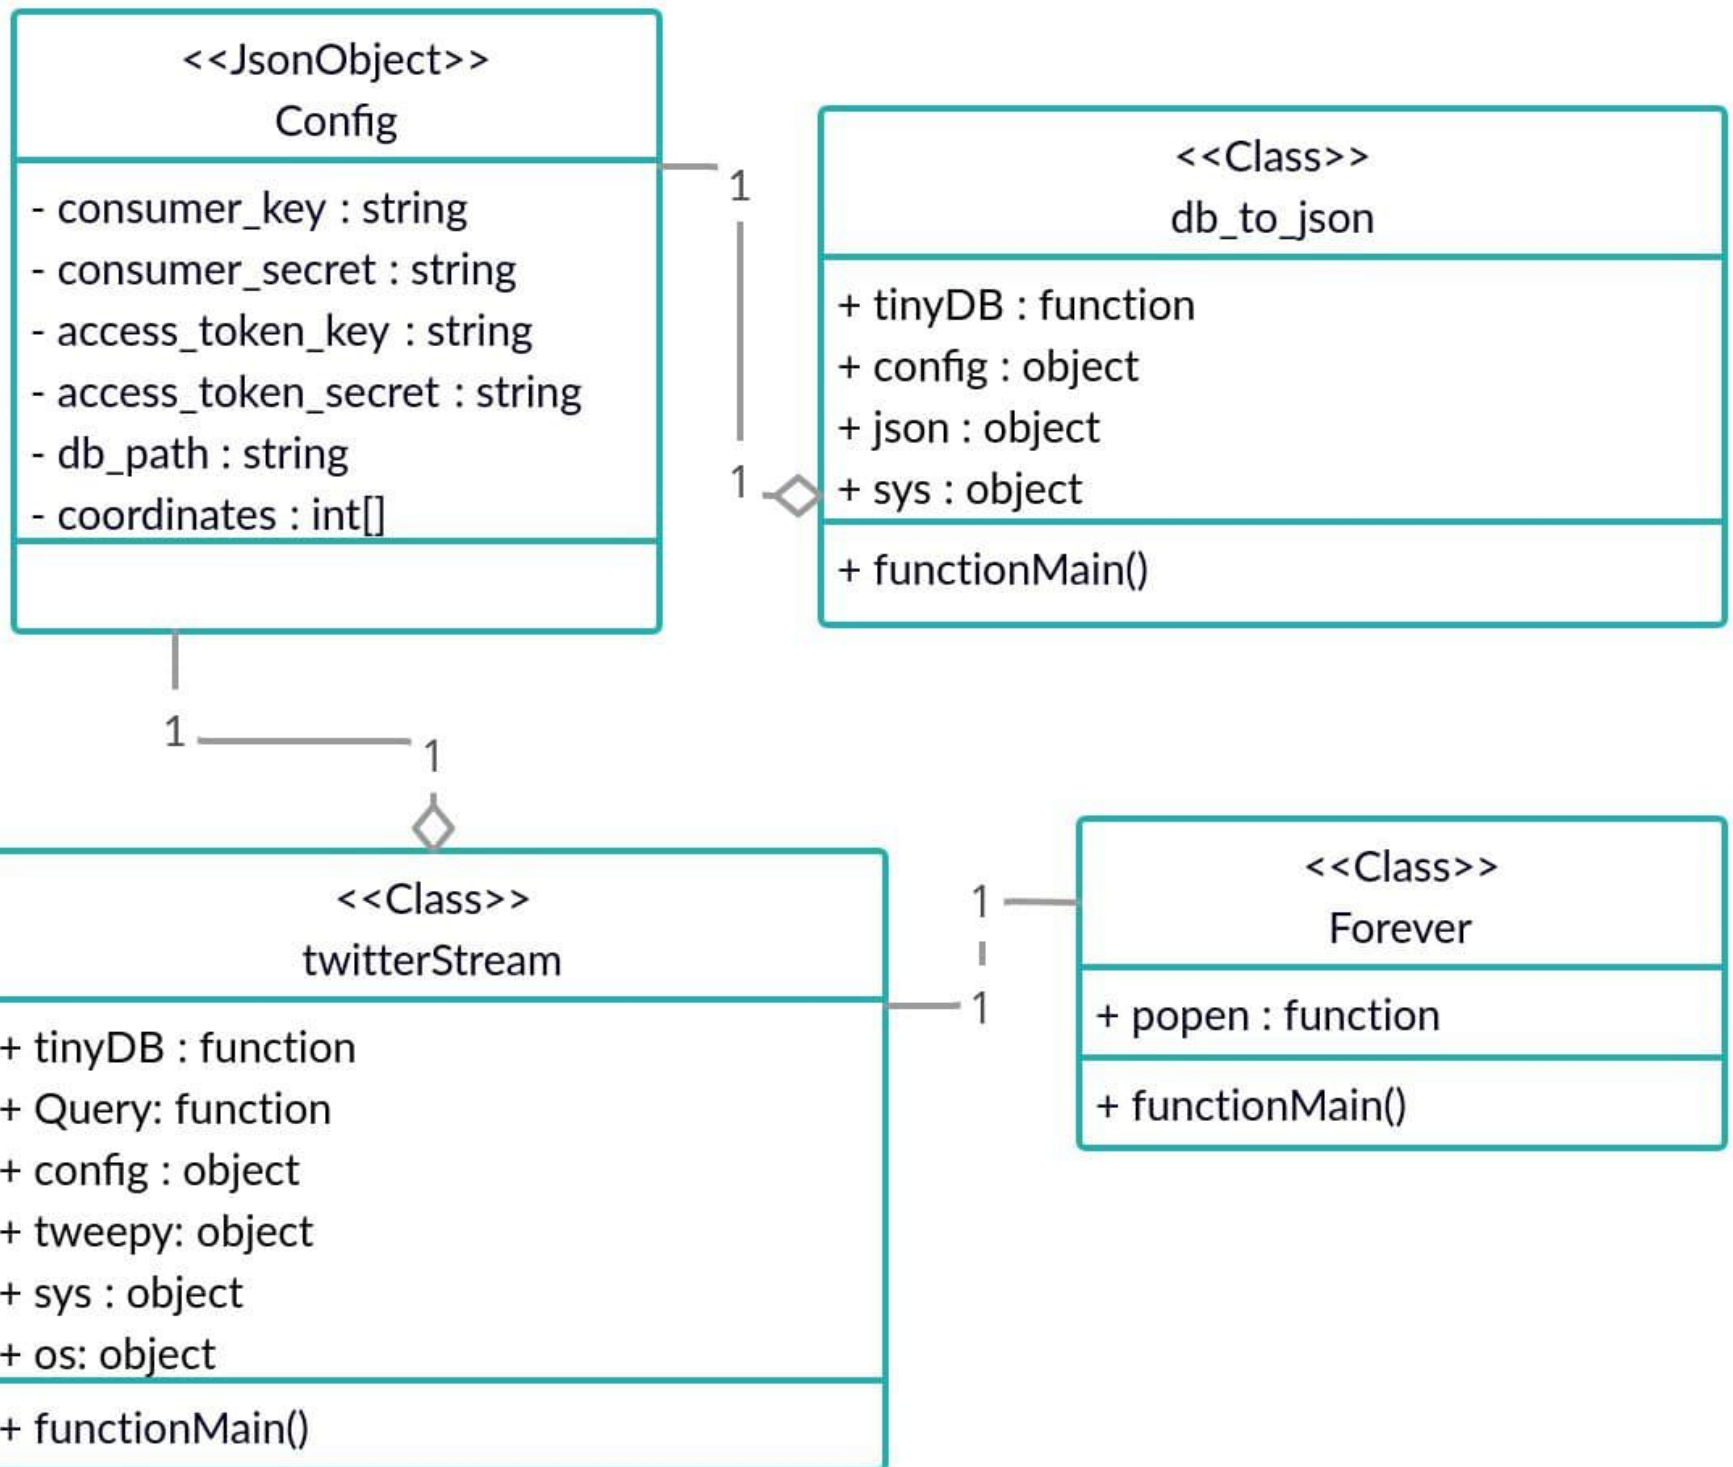 <<JsonObject>>
Config
- consumer_key : string
- consumer_secret : string
- access_token_key : string
- access_token_secret : string
- db_path : string
- coordinates : int[]
1
1
<<Class>>
db_to_json
+ tinyDB : function
+ config : object
+ json : object
+ sys : object
+ functionMain()
1
1
<<Class>>
twitterStream
+ tinyDB : function
+ Query: function
+ config : object
+ tweepy: object
+ sys : object
+ os: object
+ functionMain()
1
1
<<Class>>
Forever
+ popen : function
+ functionMain()